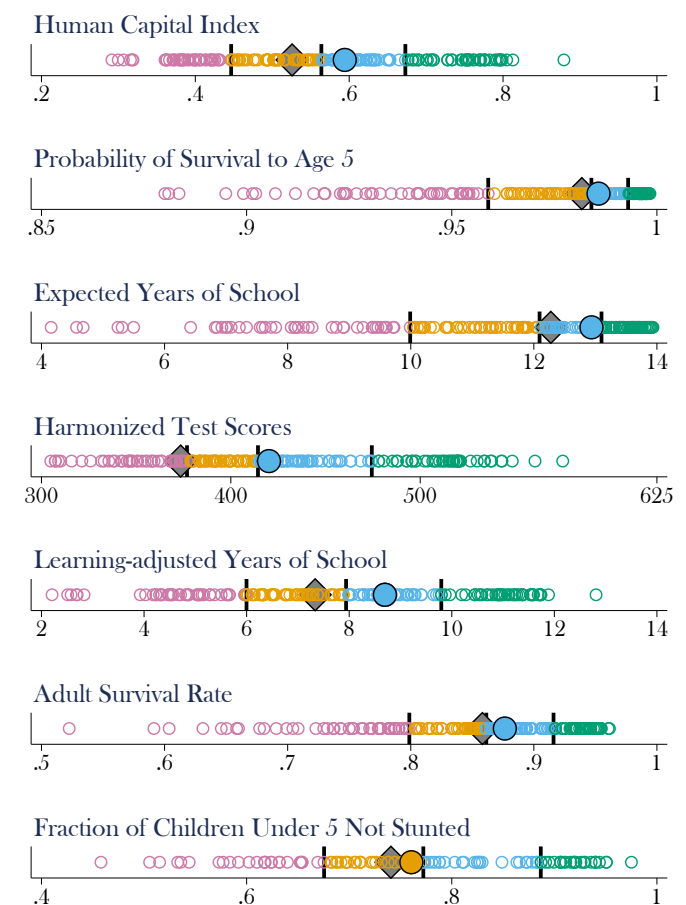 Human Capital Index
.2 .4 .6 .8 1
Probability of Survival to Age 5
.85 .9 .95 1
Expected Years of School
4 6 8 10 12 14
Harmonized Test Scores
300 400 500 625
Learning-adjusted Years of School
2 4 6 8 10 12 14
Adult Survival Rate
.5 .6 .7 .8 .9 1
Fraction of Children Under 5 Not Stunted
.4 .6 .8 1